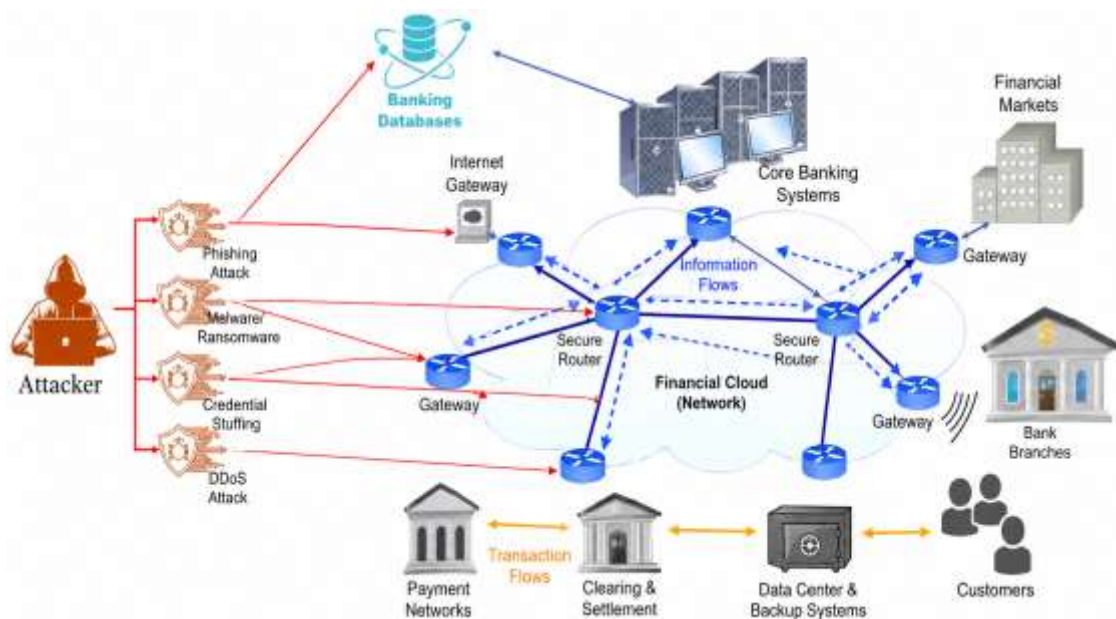 Banking
Databases
Financial
Markets
Internet
Gateway
Core Banking
Systems
Phishing
Attack
Information
Flows
Gateway
Melware/
Ransomware
Secure
Router
Secure
Router
Attacker
Credential
Stuffing
Gateway
Financial Cloud
(Network)
Gateway
Bank
Branches
DDoS
Attack
Transaction
Flows
Payment
Networks
Clearing &
Settlement
Data Center &
Backup Systems
Customers